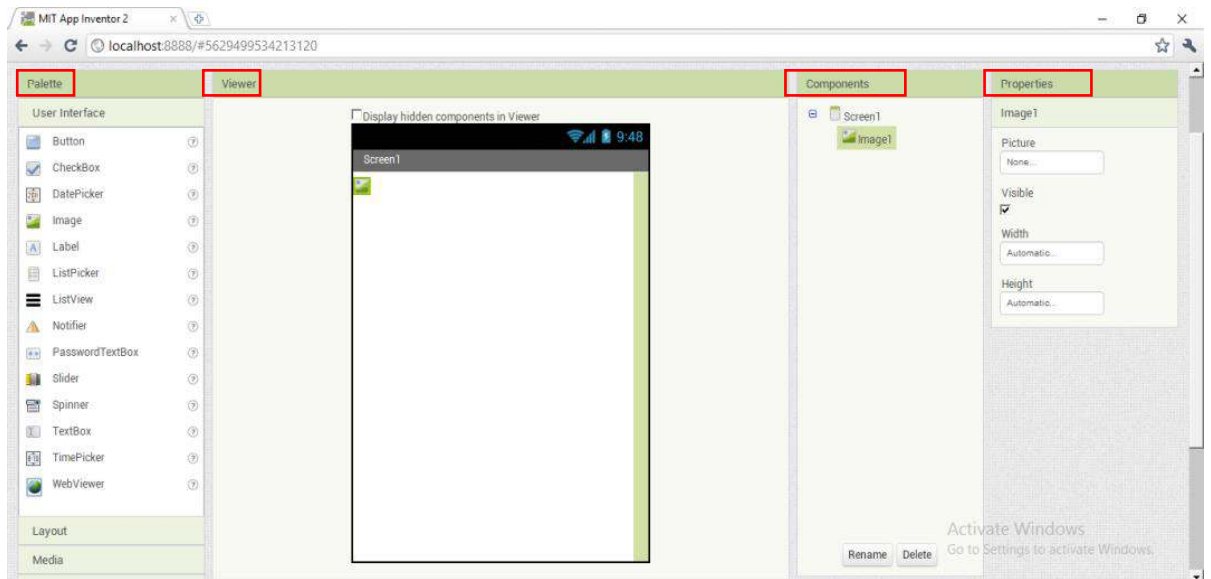 MIT App Inventor 2
localhost:8888/#5629499534213120
Palette
User Interface
Button
CheckBox
DatePicker
Image
Label
ListPicker
ListView
Notifier
PasswordTextBox
Slider
Spinner
TextBox
TimePicker
WebViewer
Layout
Media
Viewer
Display hidden components in Viewer
9:48
Screen1
Components
Screen1
Image1
Rename Delete
Properties
Image1
Picture
None...
Visible
Width
Automatic...
Height
Automatic...
Activate Windows
Go to Settings to activate Windows.